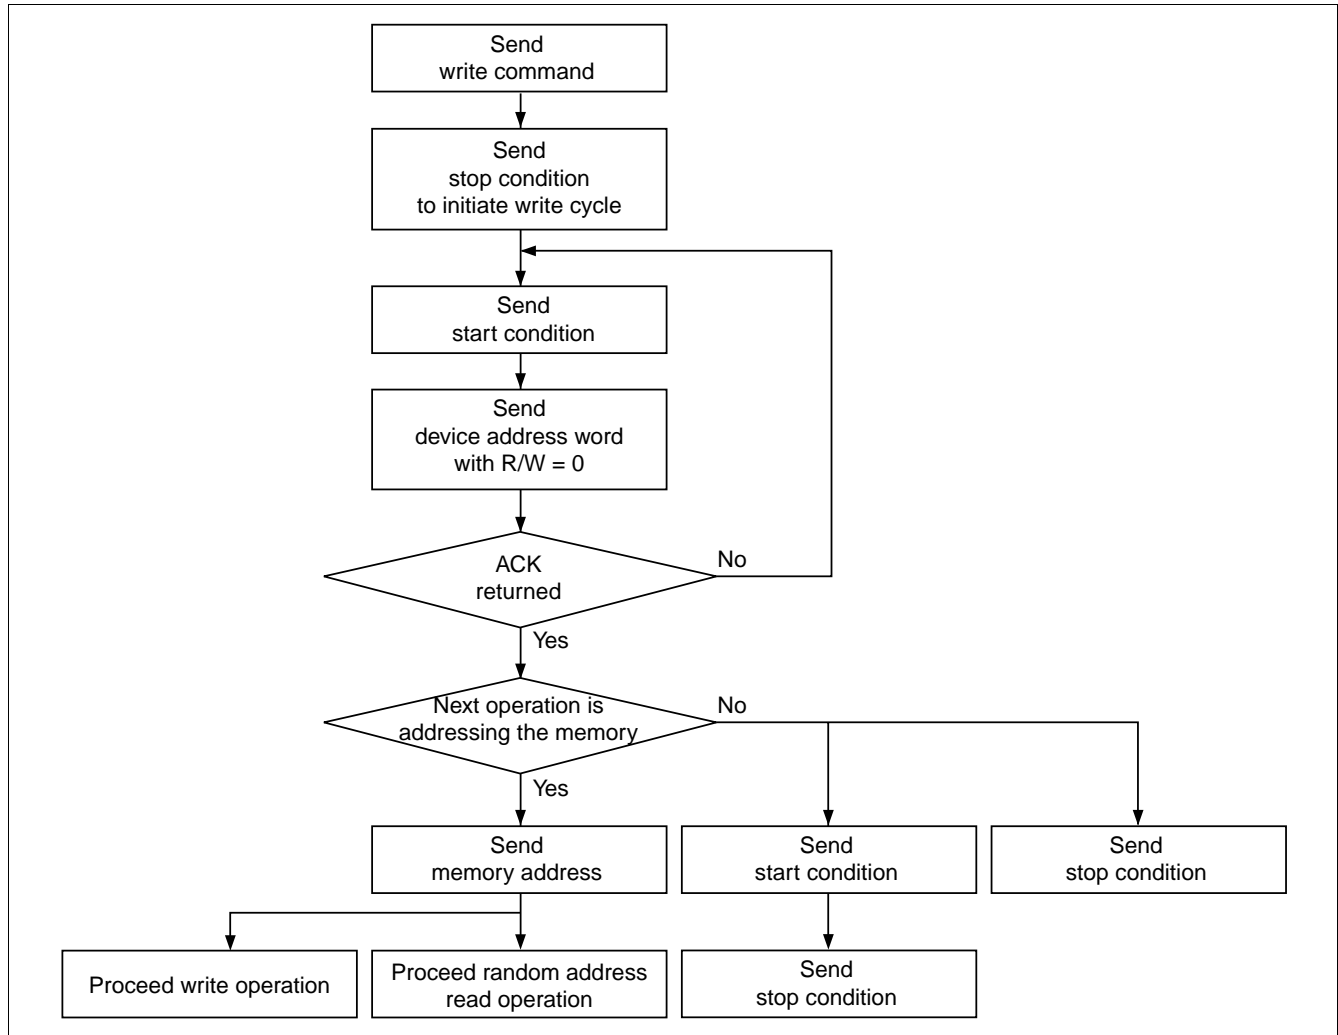 Send
write command
Send
stop condition
to initiate write cycle
Send
start condition
Send
device address word
with R/W = 0
ACK
returned
No
Yes
Next operation is
addressing the memory
No
Yes
Send
memory address
Send
start condition
Send
stop condition
Proceed write operation
Proceed random address
read operation
Send
stop condition